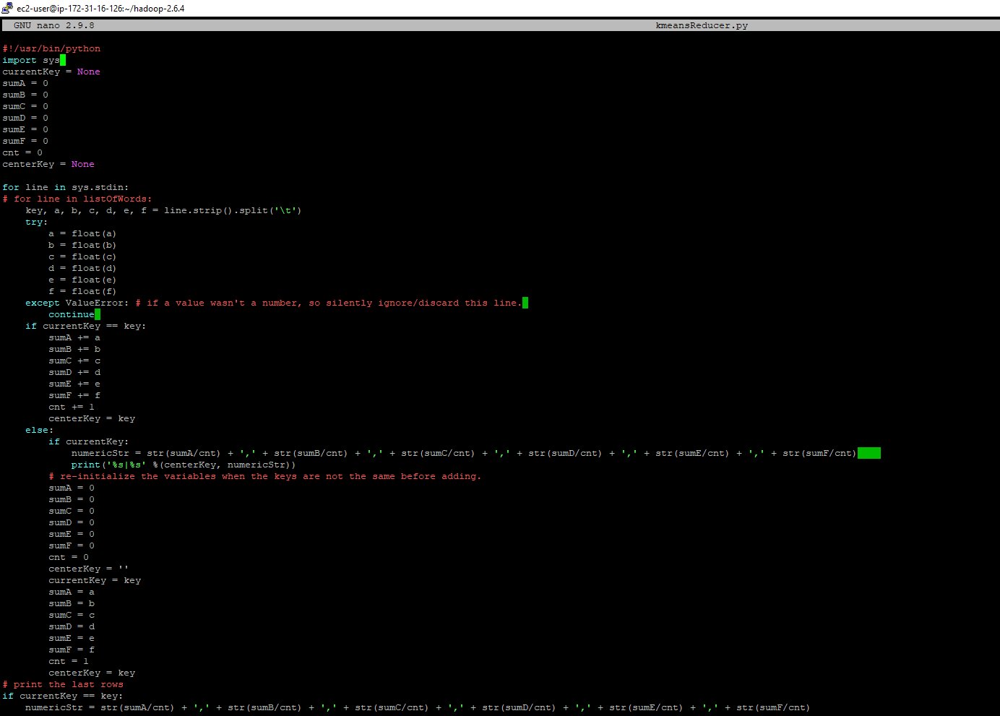 ec2-user@ip-172-31-16-126:~/hadoop-2.6.4
GNU nano 2.9.8 kmeansReducer.py
#!/usr/bin/python
import sys
currentKey = None
sumA = 0
sumB = 0
sumC = 0
sumD = 0
sumE = 0
sumF = 0
cnt = 0
centerKey = None

for line in sys.stdin:
# for line in listOfWords:
    key, a, b, c, d, e, f = line.strip().split('\t')
    try:
        a = float(a)
        b = float(b)
        c = float(c)
        d = float(d)
        e = float(e)
        f = float(f)
    except ValueError: # if a value wasn't a number, so silently ignore/discard this line.
        continue
    if currentKey == key:
        sumA += a
        sumB += b
        sumC += c
        sumD += d
        sumE += e
        sumF += f
        cnt += 1
        centerKey = key
    else:
        if currentKey:
            numericStr = str(sumA/cnt) + ',' + str(sumB/cnt) + ',' + str(sumC/cnt) + ',' + str(sumD/cnt) + ',' + str(sumE/cnt) + ',' + str(sumF/cnt)
            print('%s|%s' %(centerKey, numericStr))
        # re-initialize the variables when the keys are not the same before adding.
        sumA = 0
        sumB = 0
        sumC = 0
        sumD = 0
        sumE = 0
        sumF = 0
        cnt = 0
        centerKey = ''
        currentKey = key
        sumA = a
        sumB = b
        sumC = c
        sumD = d
        sumE = e
        sumF = f
        cnt = 1
        centerKey = key
# print the last rows
if currentKey == key:
    numericStr = str(sumA/cnt) + ',' + str(sumB/cnt) + ',' + str(sumC/cnt) + ',' + str(sumD/cnt) + ',' + str(sumE/cnt) + ',' + str(sumF/cnt)